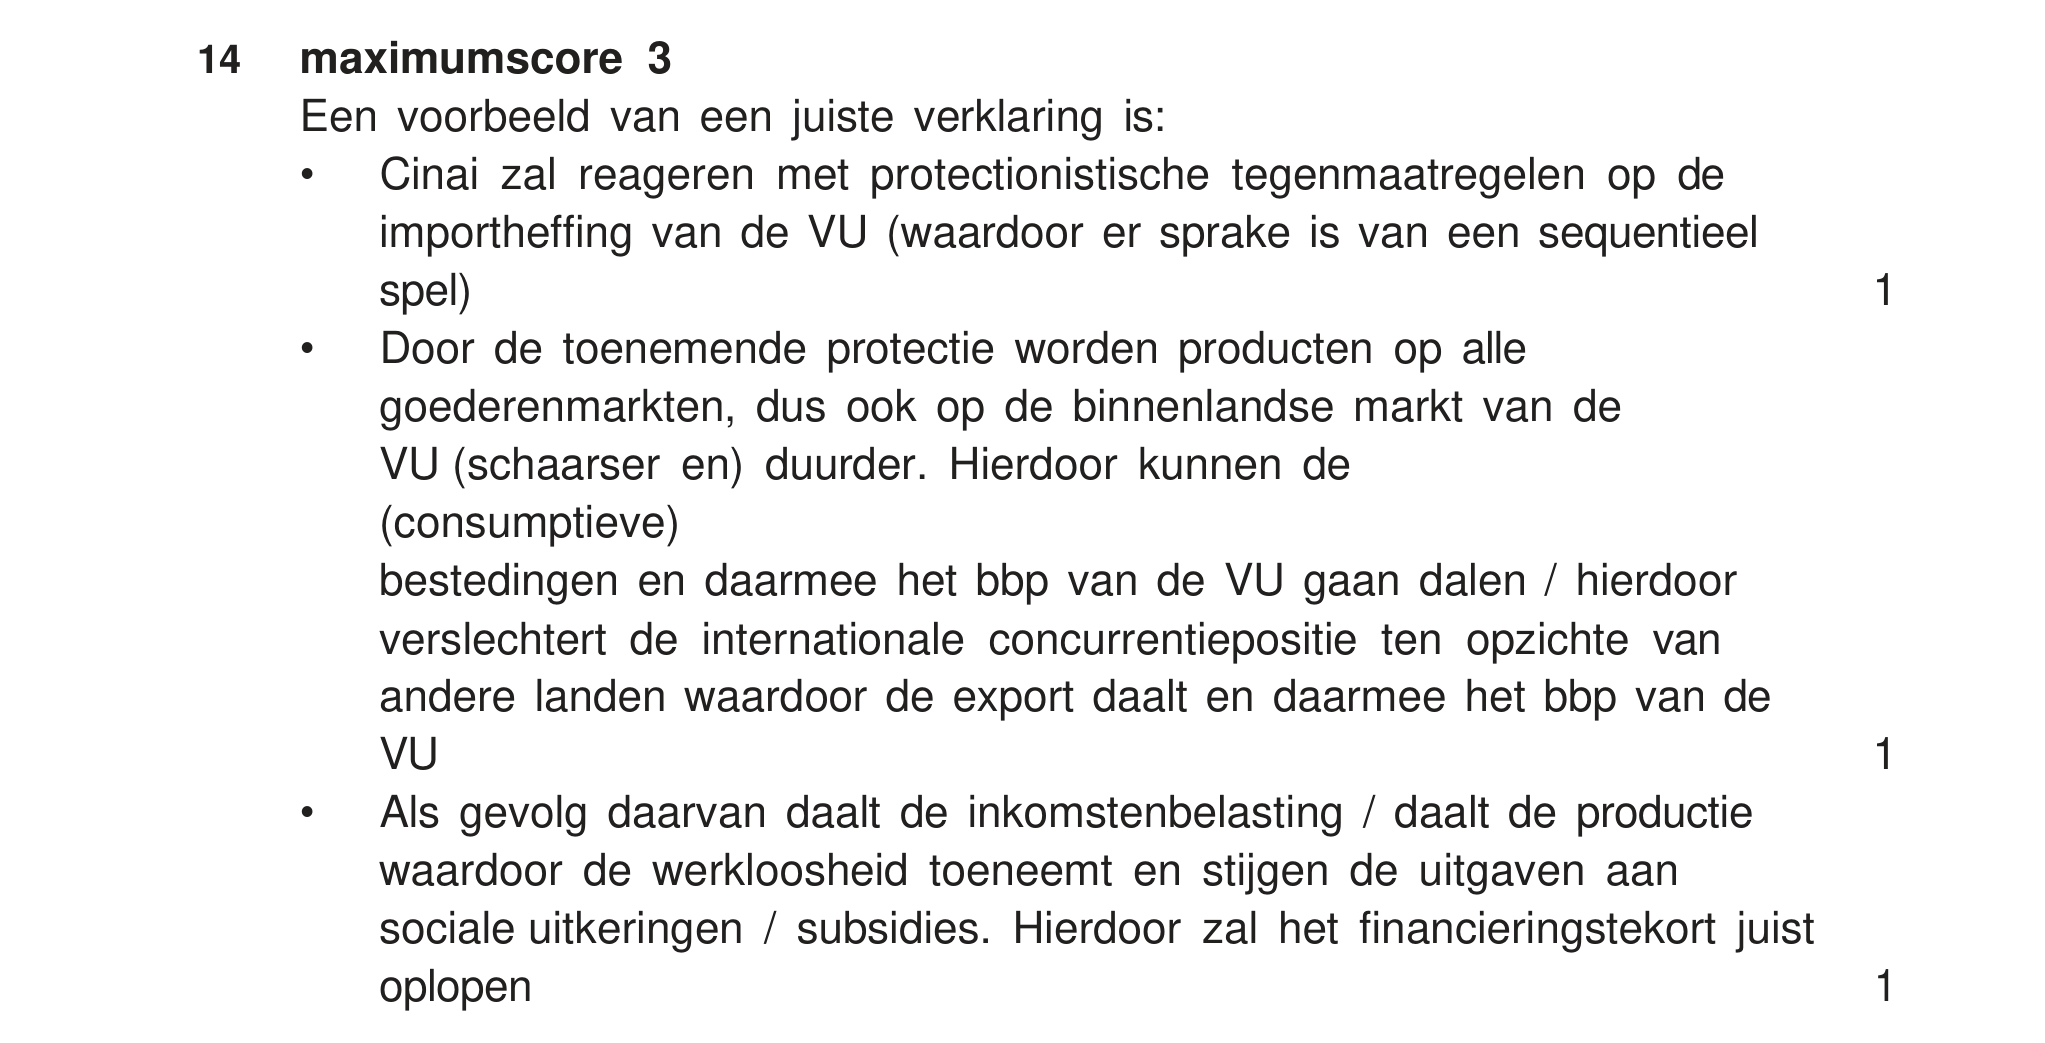 14 maximumscore 3
Een voorbeeld van een juiste verklaring is:
• Cinai zal reageren met protectionistische tegenmaatregelen op de
importheffing van de VU (waardoor er sprake is van een sequentieel
spel) 1
• Door de toenemende protectie worden producten op alle
goederenmarkten, dus ook op de binnenlandse markt van de
VU (schaarser en) duurder. Hierdoor kunnen de
(consumptieve)
bestedingen en daarmee het bbp van de VU gaan dalen / hierdoor
verslechtert de internationale concurrentiepositie ten opzichte van
andere landen waardoor de export daalt en daarmee het bbp van de
VU 1
• Als gevolg daarvan daalt de inkomstenbelasting / daalt de productie
waardoor de werkloosheid toeneemt en stijgen de uitgaven aan
sociale uitkeringen / subsidies. Hierdoor zal het financieringstekort juist
oplopen 1